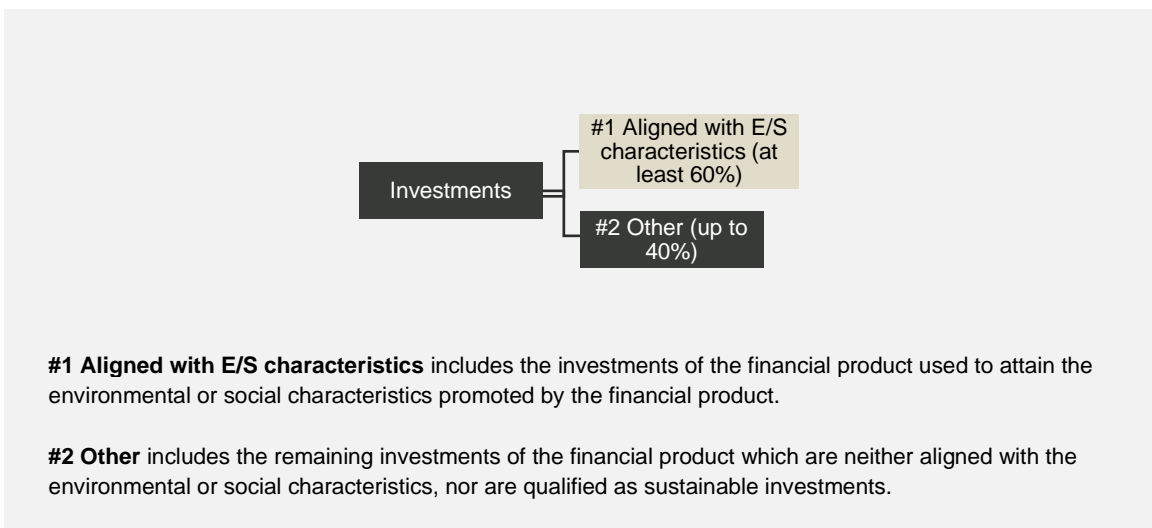 #1 Aligned with E/S
characteristics (at
least 60%)
Investments
#2 Other (up to
40%)
#1 Aligned with E/S characteristics includes the investments of the financial product used to attain the
environmental or social characteristics promoted by the financial product.
#2 Other includes the remaining investments of the financial product which are neither aligned with the
environmental or social characteristics, nor are qualified as sustainable investments.